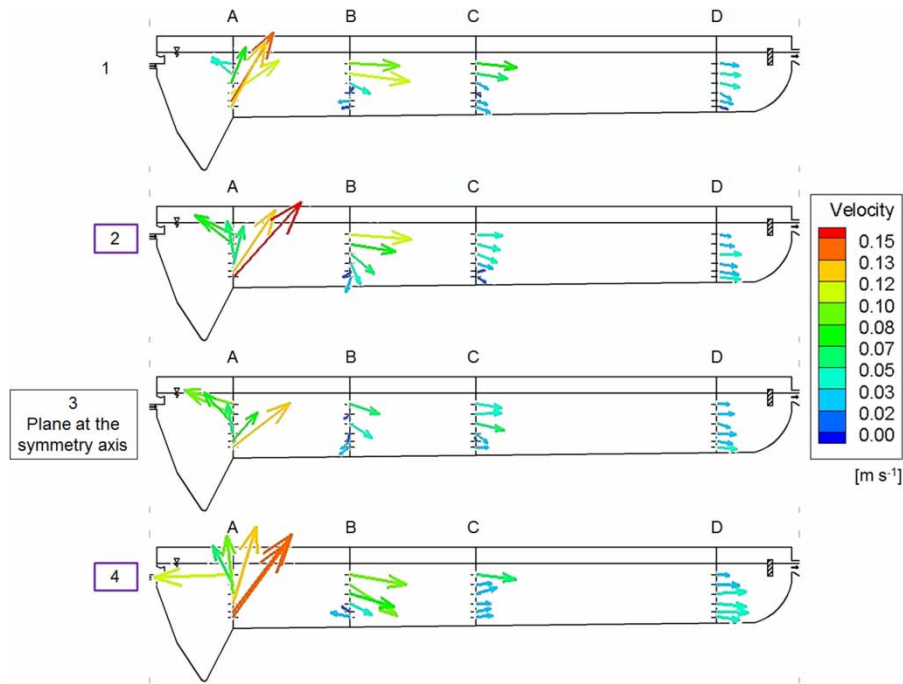 A B C D
1
A B C D
2
A B C D
3
Plane at the
symmetry axis
A B C D
4
Velocity
0.15
0.13
0.12
0.10
0.08
0.07
0.05
0.03
0.02
0.00
[m s-1]